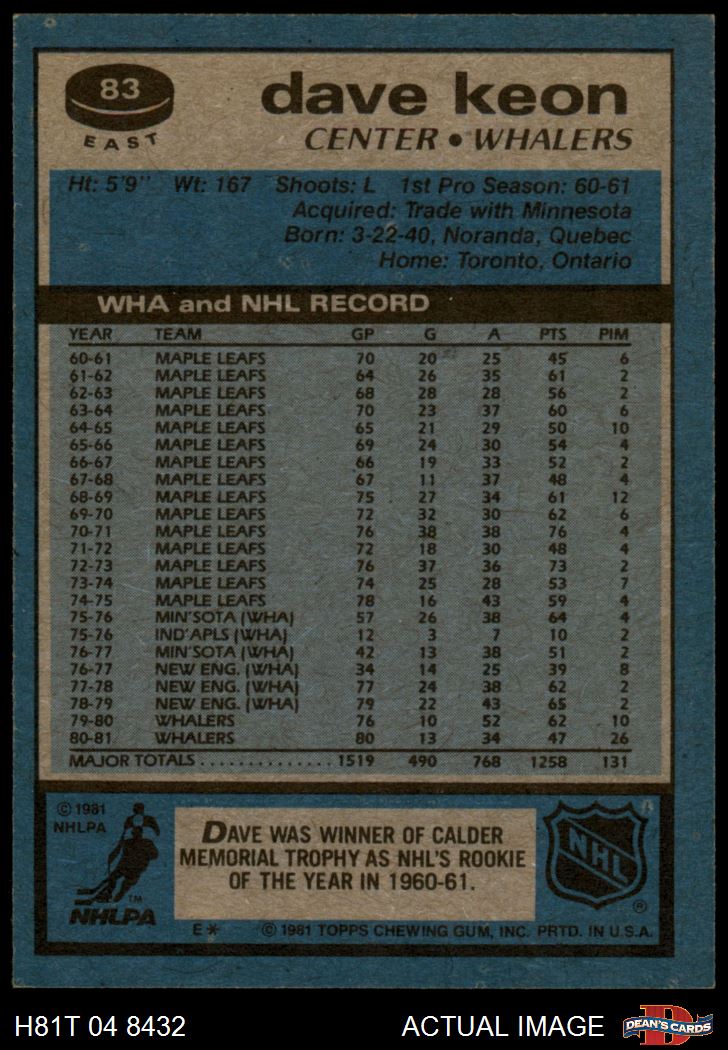 83
EAST
dave keon
CENTER • WHALERS
Ht: 5'9" Wt: 167 Shoots: L 1st Pro Season: 60-61
Acquired: Trade with Minnesota
Born: 3-22-40, Noranda, Quebec
Home: Toronto, Ontario
WHA and NHL RECORD
YEAR TEAM GP G A PTS PIM
60-61 MAPLE LEAFS 70 20 25 45 6
61-62 MAPLE LEAFS 64 26 35 61 2
62-63 MAPLE LEAFS 68 28 28 56 2
63-64 MAPLE LEAFS 70 23 37 60 6
64-65 MAPLE LEAFS 65 21 29 50 10
65-66 MAPLE LEAFS 69 24 30 54 4
66-67 MAPLE LEAFS 66 19 33 52 2
67-68 MAPLE LEAFS 67 11 37 48 4
68-69 MAPLE LEAFS 75 27 34 61 12
69-70 MAPLE LEAFS 72 32 30 62 6
70-71 MAPLE LEAFS 76 38 38 76 4
71-72 MAPLE LEAFS 72 18 30 48 4
72-73 MAPLE LEAFS 76 37 36 73 2
73-74 MAPLE LEAFS 74 25 28 53 7
74-75 MAPLE LEAFS 78 16 43 59 4
75-76 MIN'SOTA (WHA) 57 26 38 64 4
75-76 IND'APLS (WHA) 12 3 7 10 2
76-77 MIN'SOTA (WHA) 42 13 38 51 2
76-77 NEW ENG. (WHA) 34 14 25 39 8
77-78 NEW ENG. (WHA) 77 24 38 62 2
78-79 NEW ENG. (WHA) 79 22 43 65 2
79-80 WHALERS 76 10 52 62 10
80-81 WHALERS 80 13 34 47 26
MAJOR TOTALS .............. 1519 490 768 1258 131
© 1981
NHLPA
TM
NHLPA
DAVE WAS WINNER OF CALDER
MEMORIAL TROPHY AS NHL'S ROOKIE
OF THE YEAR IN 1960-61.
NHL
®
E* © 1981 TOPPS CHEWING GUM, INC. PRTD. IN U.S.A.
H81T 04 8432 ACTUAL IMAGE
D
DEAN'S CARDS